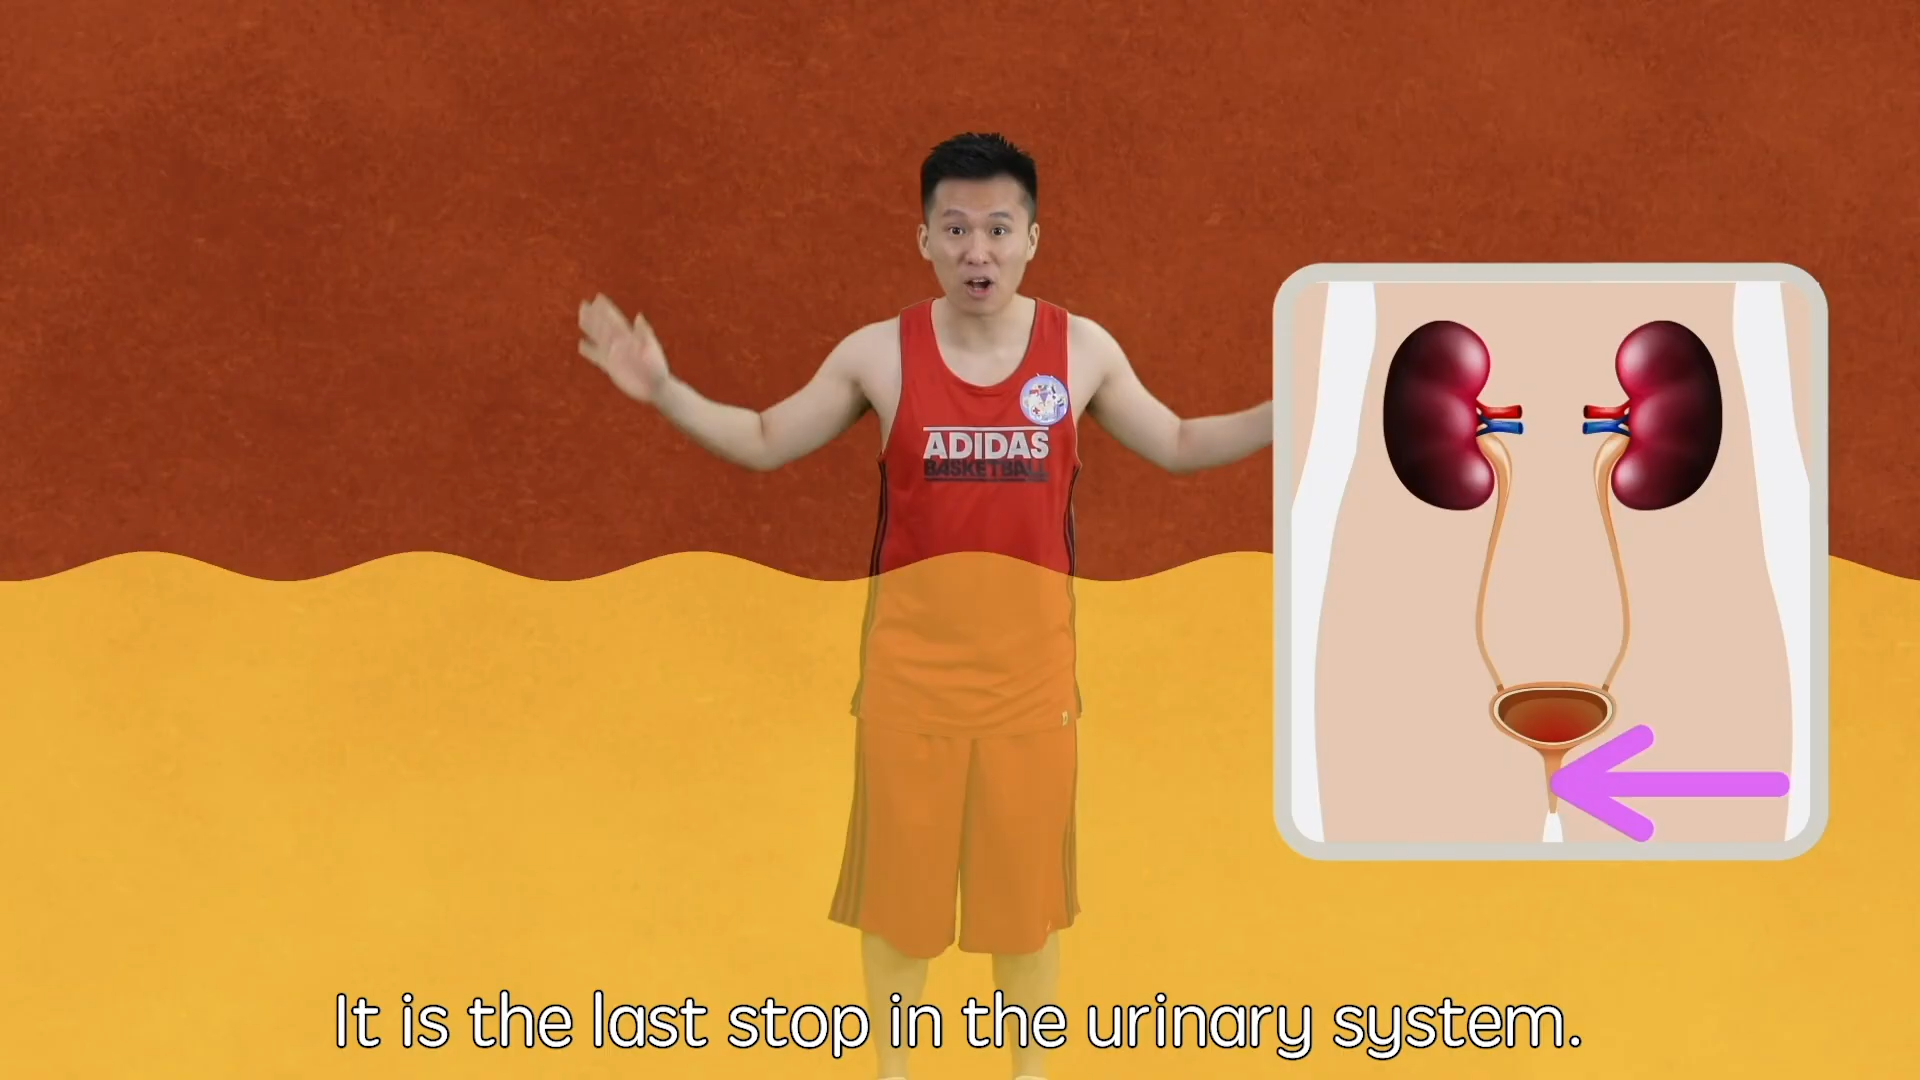 ADIDAS
BASKETBALL
It is the last stop in the urinary system.